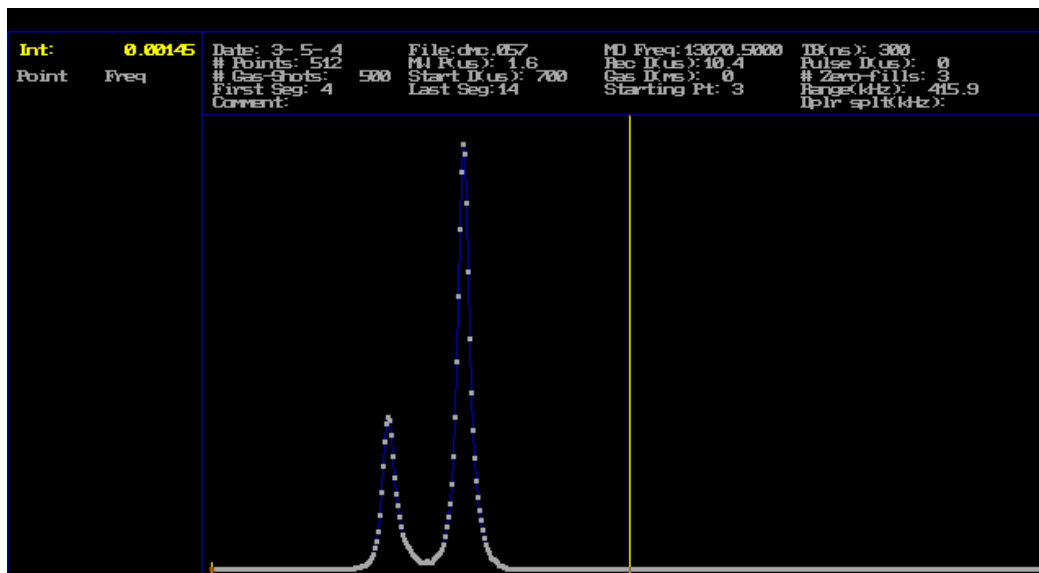 Int: 0.00145
Point Freq
Date: 3- 5- 4 File:dmc.057 MO Freq:13070.5000 TB(ns): 300
# Points: 512 MW P(us): 1.6 Rec D(us):10.4 Pulse D(us): 0
# Gas-Shots: 500 Start D(us): 700 Gas D(ms): 0 # Zero-fills: 3
First Seg: 4 Last Seg:14 Starting Pt: 3 Range(kHz): 415.9
Comment: Dplr splt(kHz):